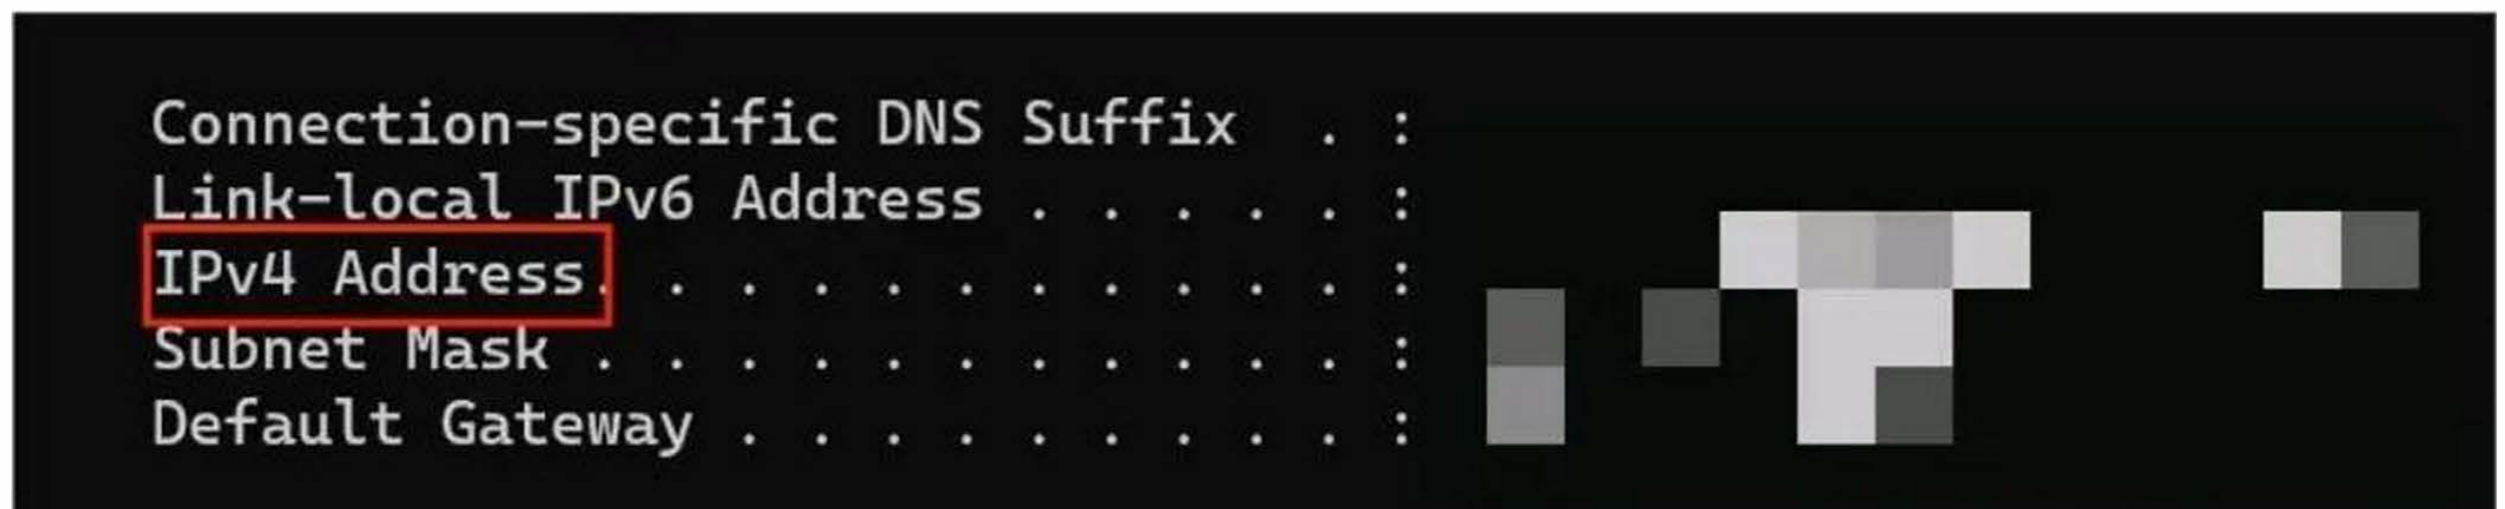 Connection-specific DNS Suffix  . :
Link-local IPv6 Address . . . . . :
IPv4 Address. . . . . . . . . . . :
Subnet Mask . . . . . . . . . . . :
Default Gateway . . . . . . . . . :